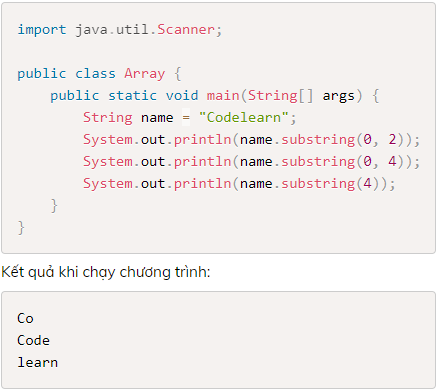 import java.util.Scanner;
public class Array {
    public static void main(String[] args) {
        String name = "Codelearn";
        System.out.println(name.substring(0, 2));
        System.out.println(name.substring(0, 4));
        System.out.println(name.substring(4));
    }
}
Kết quả khi chạy chương trình:
Co
Code
learn